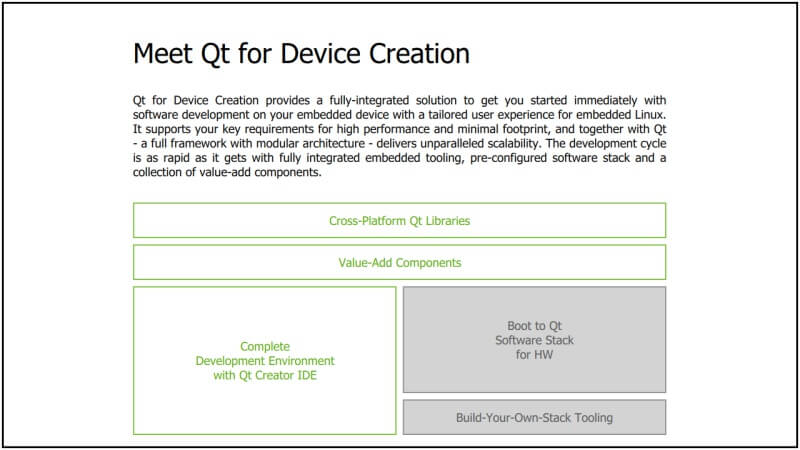 Meet Qt for Device Creation
Qt for Device Creation provides a fully-integrated solution to get you started immediately with
software development on your embedded device with a tailored user experience for embedded Linux.
It supports your key requirements for high performance and minimal footprint, and together with Qt
- a full framework with modular architecture - delivers unparalleled scalability. The development cycle
is as rapid as it gets with fully integrated embedded tooling, pre-configured software stack and a
collection of value-add components.
Cross-Platform Qt Libraries
Value-Add Components
Complete
Development Environment
with Qt Creator IDE
Boot to Qt
Software Stack
for HW
Build-Your-Own-Stack Tooling